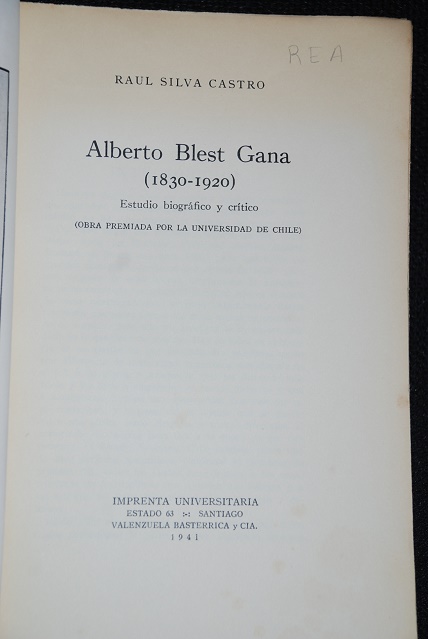 REA
RAUL SILVA CASTRO
Alberto Blest Gana
(1830-1920)
Estudio biográfico y crítico
(OBRA PREMIADA POR LA UNIVERSIDAD DE CHILE)
IMPRENTA UNIVERSITARIA
ESTADO 63 :-: SANTIAGO
VALENZUELA BASTERRICA y CIA.
1941